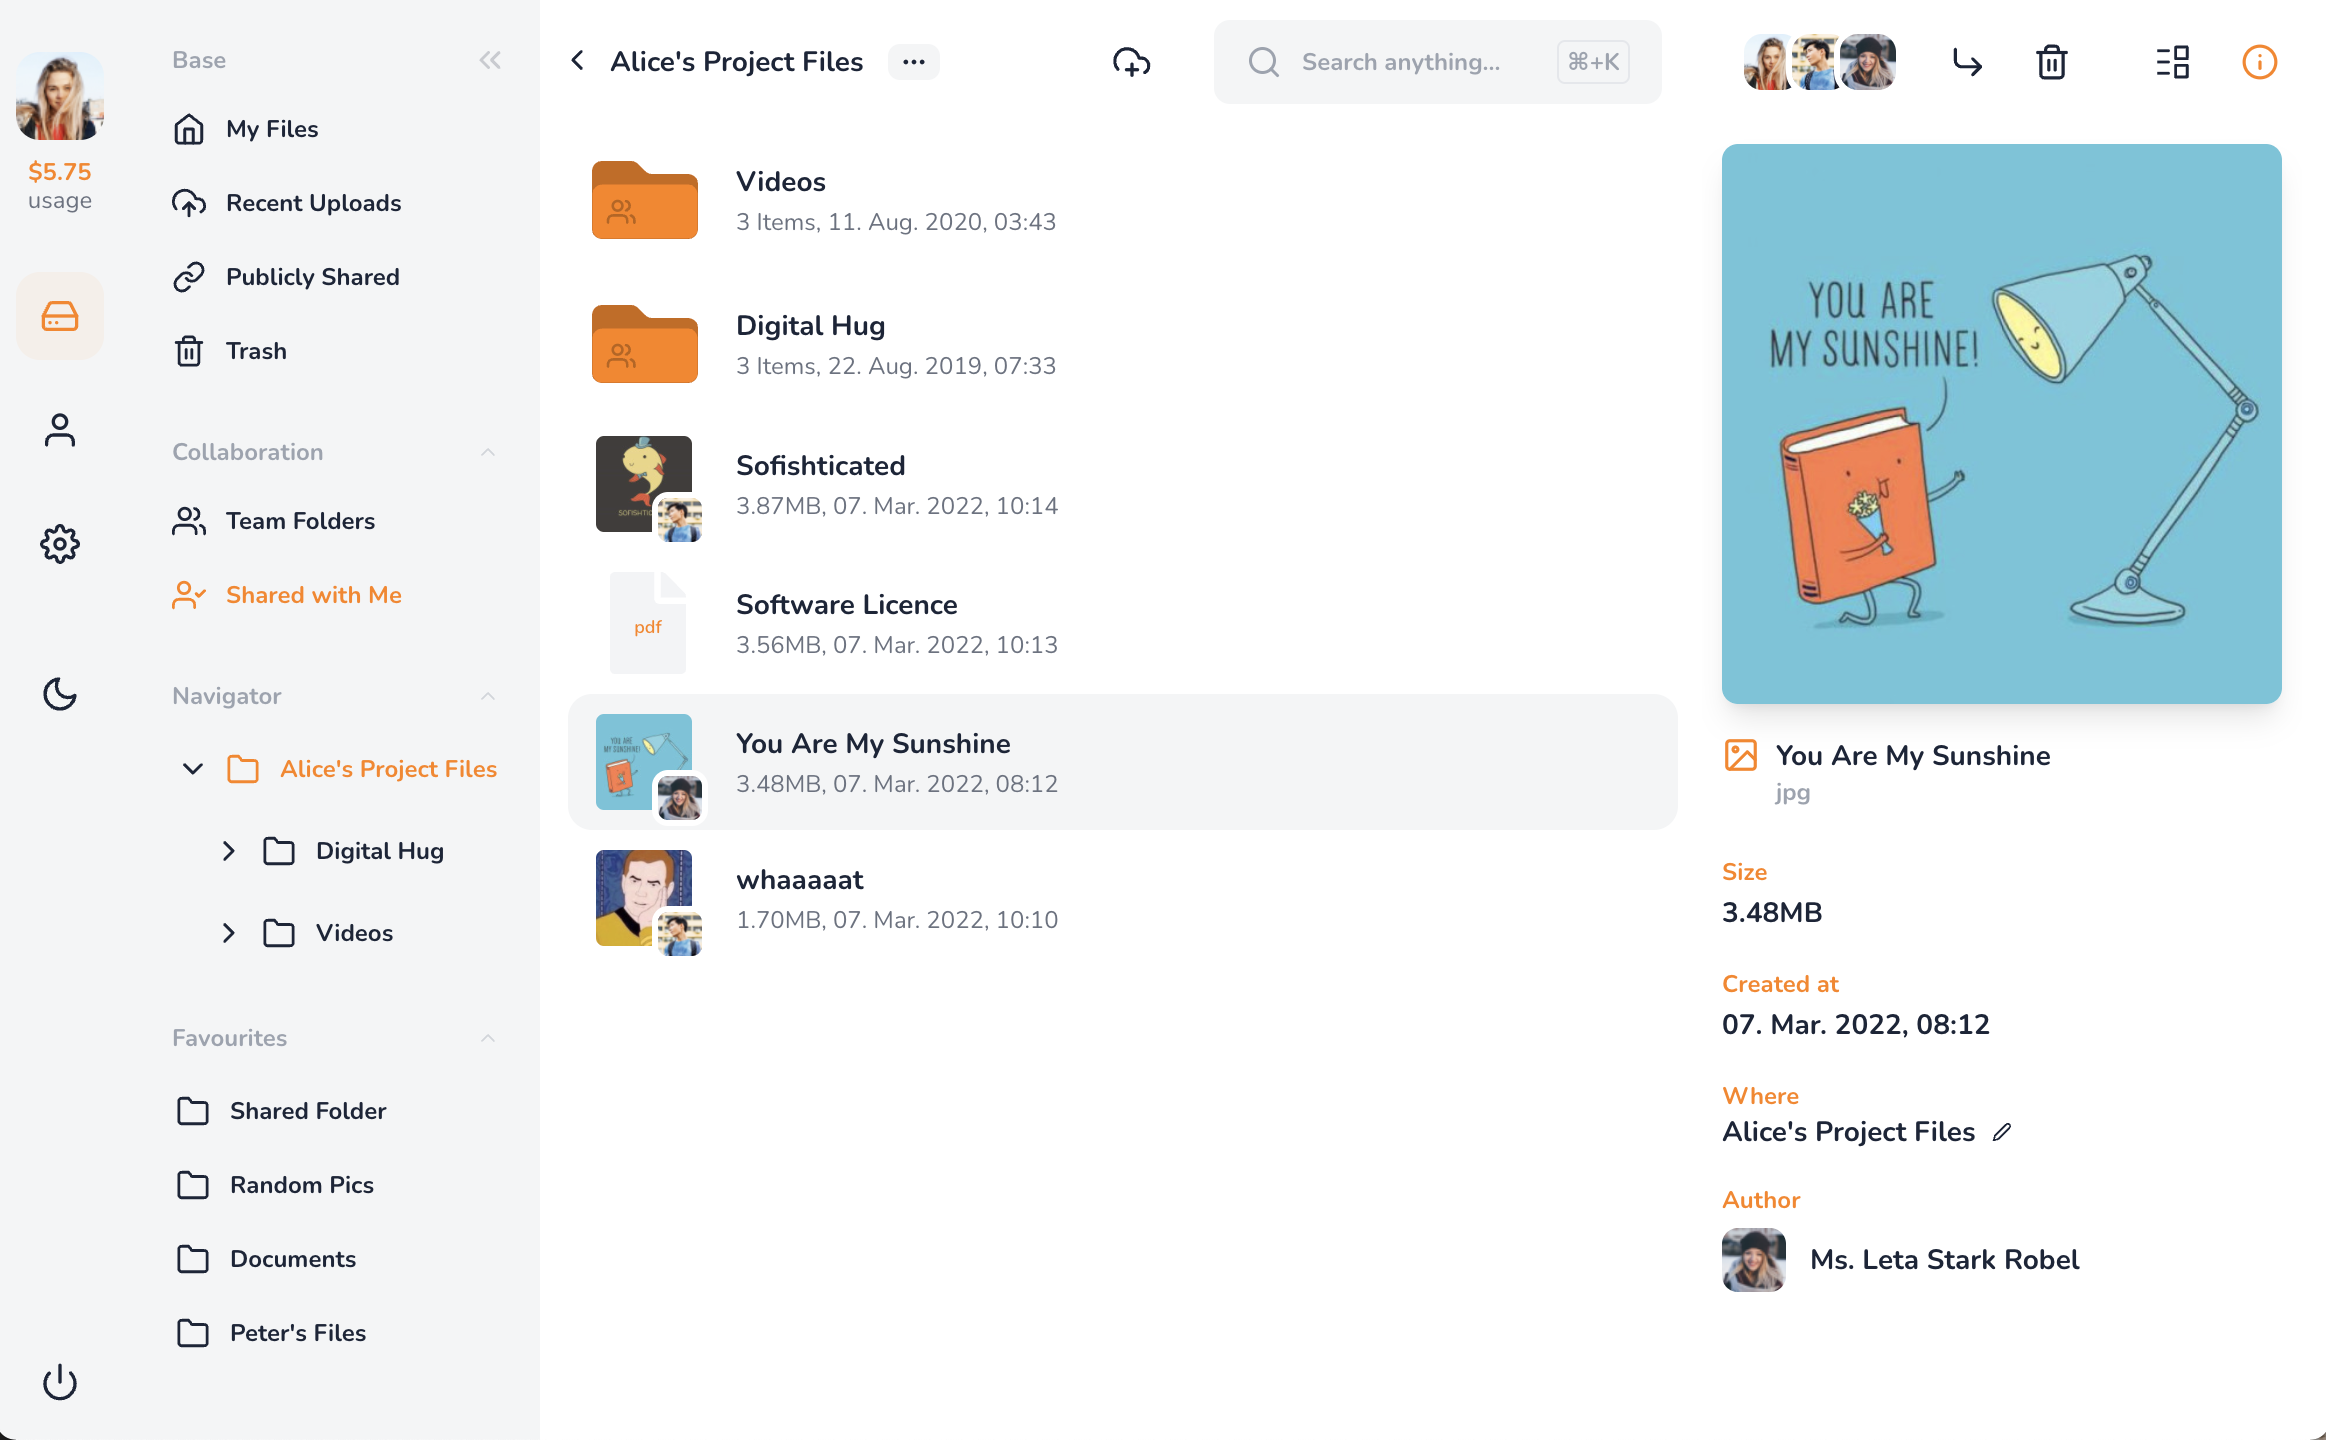 $5.75
usage
Base
My Files
Recent Uploads
Publicly Shared
Trash
Collaboration
Team Folders
Shared with Me
Navigator
Alice's Project Files
Digital Hug
Videos
Favourites
Shared Folder
Random Pics
Documents
Peter's Files
Alice's Project Files
Search anything...
⌘+K
Videos
3 Items, 11. Aug. 2020, 03:43
Digital Hug
3 Items, 22. Aug. 2019, 07:33
Sofishticated
3.87MB, 07. Mar. 2022, 10:14
pdf
Software Licence
3.56MB, 07. Mar. 2022, 10:13
YOU ARE
MY SUNSHINE!
You Are My Sunshine
3.48MB, 07. Mar. 2022, 08:12
whaaaaat
1.70MB, 07. Mar. 2022, 10:10
YOU ARE
MY SUNSHINE!
You Are My Sunshine
jpg
Size
3.48MB
Created at
07. Mar. 2022, 08:12
Where
Alice's Project Files
Author
Ms. Leta Stark Robel